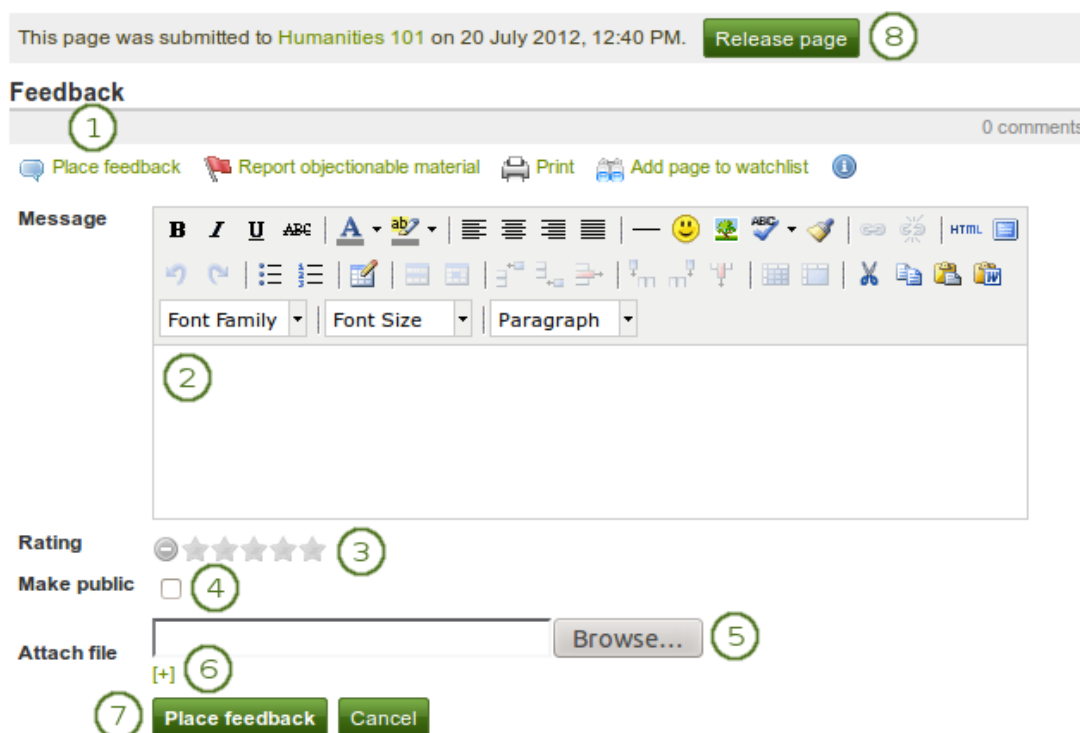 This page was submitted to Humanities 101 on 20 July 2012, 12:40 PM. Release page 8
Feedback
1
0 comments
Place feedback Report objectionable material Print Add page to watchlist
Message
B I U ABC A ab ABC HTML
Font Family Font Size Paragraph
2
Rating 3
Make public 4
Attach file Browse... 5
[+] 6
7 Place feedback Cancel